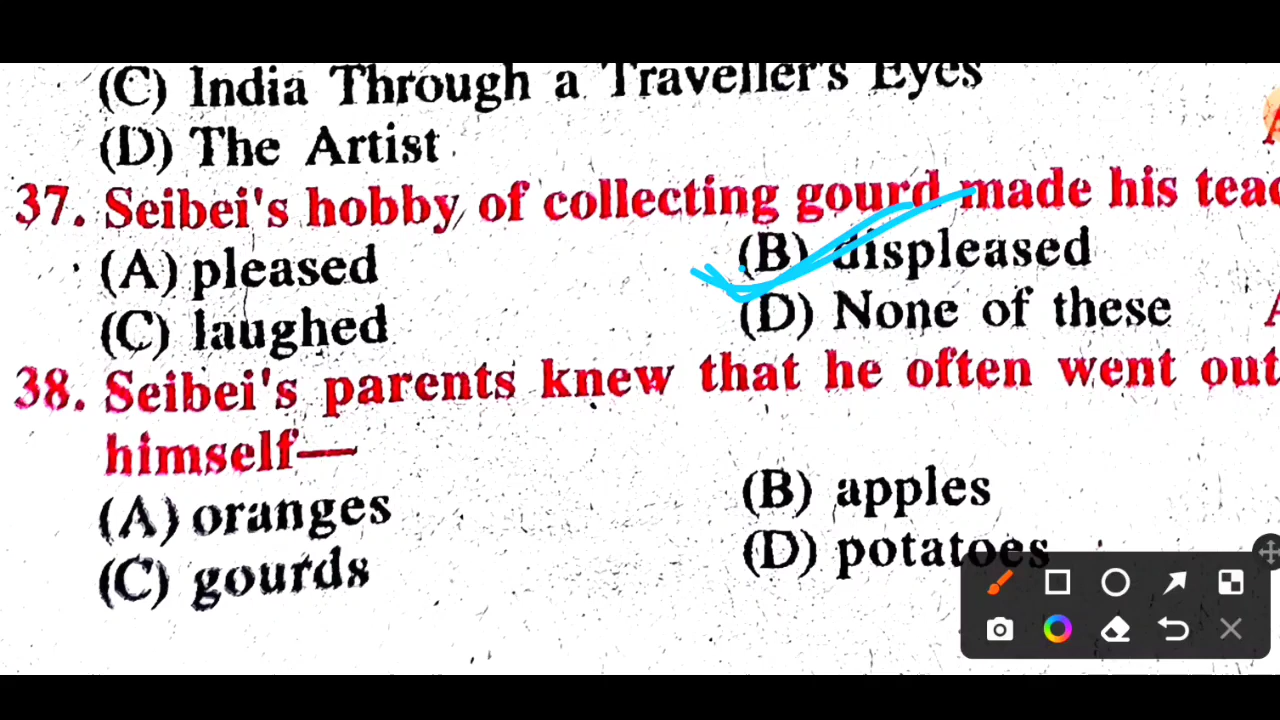 (C) India Through a Traveller's Eyes
(D) The Artist
37. Seibei's hobby of collecting gourd made his
(A) pleased
(B) displeased
(C) laughed
(D) None of these
38. Seibei's parents knew that he often went out
himself—
(A) oranges
(B) apples
(C) gourds
(D) potatoes